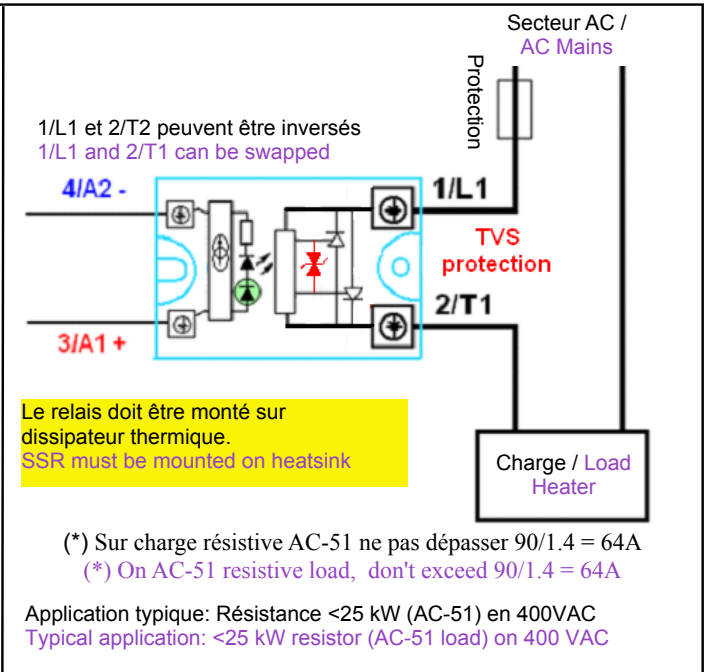 Secteur AC /
AC Mains
Protection
1/L1 et 2/T2 peuvent être inversés
1/L1 and 2/T1 can be swapped
4/A2 -
1/L1
TVS
protection
2/T1
3/A1 +
Le relais doit être monté sur
dissipateur thermique.
SSR must be mounted on heatsink
Charge / Load
Heater
(*) Sur charge résistive AC-51 ne pas dépasser 90/1.4 = 64A
(*) On AC-51 resistive load, don't exceed 90/1.4 = 64A
Application typique: Résistance <25 kW (AC-51) en 400VAC
Typical application: <25 kW resistor (AC-51 load) on 400 VAC